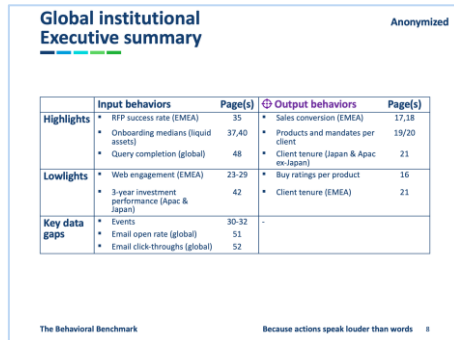 Global institutional
Executive summary
Anonymized
Input behaviors Page(s) Output behaviors Page(s)
Highlights ▪ RFP success rate (EMEA) 35 ▪ Sales conversion (EMEA) 17,18
▪ Onboarding medians (liquid 37,40 ▪ Products and mandates per 19/20
assets) client
▪ Query completion (global) 48 ▪ Client tenure (Japan & Apac 21
ex-Japan)
Lowlights ▪ Web engagement (EMEA) 23-29 ▪ Buy ratings per product 16
▪ 3-year investment 42 ▪ Client tenure (EMEA) 21
performance (Apac &
Japan)
Key data ▪ Events 30-32 -
gaps ▪ Email open rate (global) 51
▪ Email click-throughs (global) 52
The Behavioral Benchmark Because actions speak louder than words 8